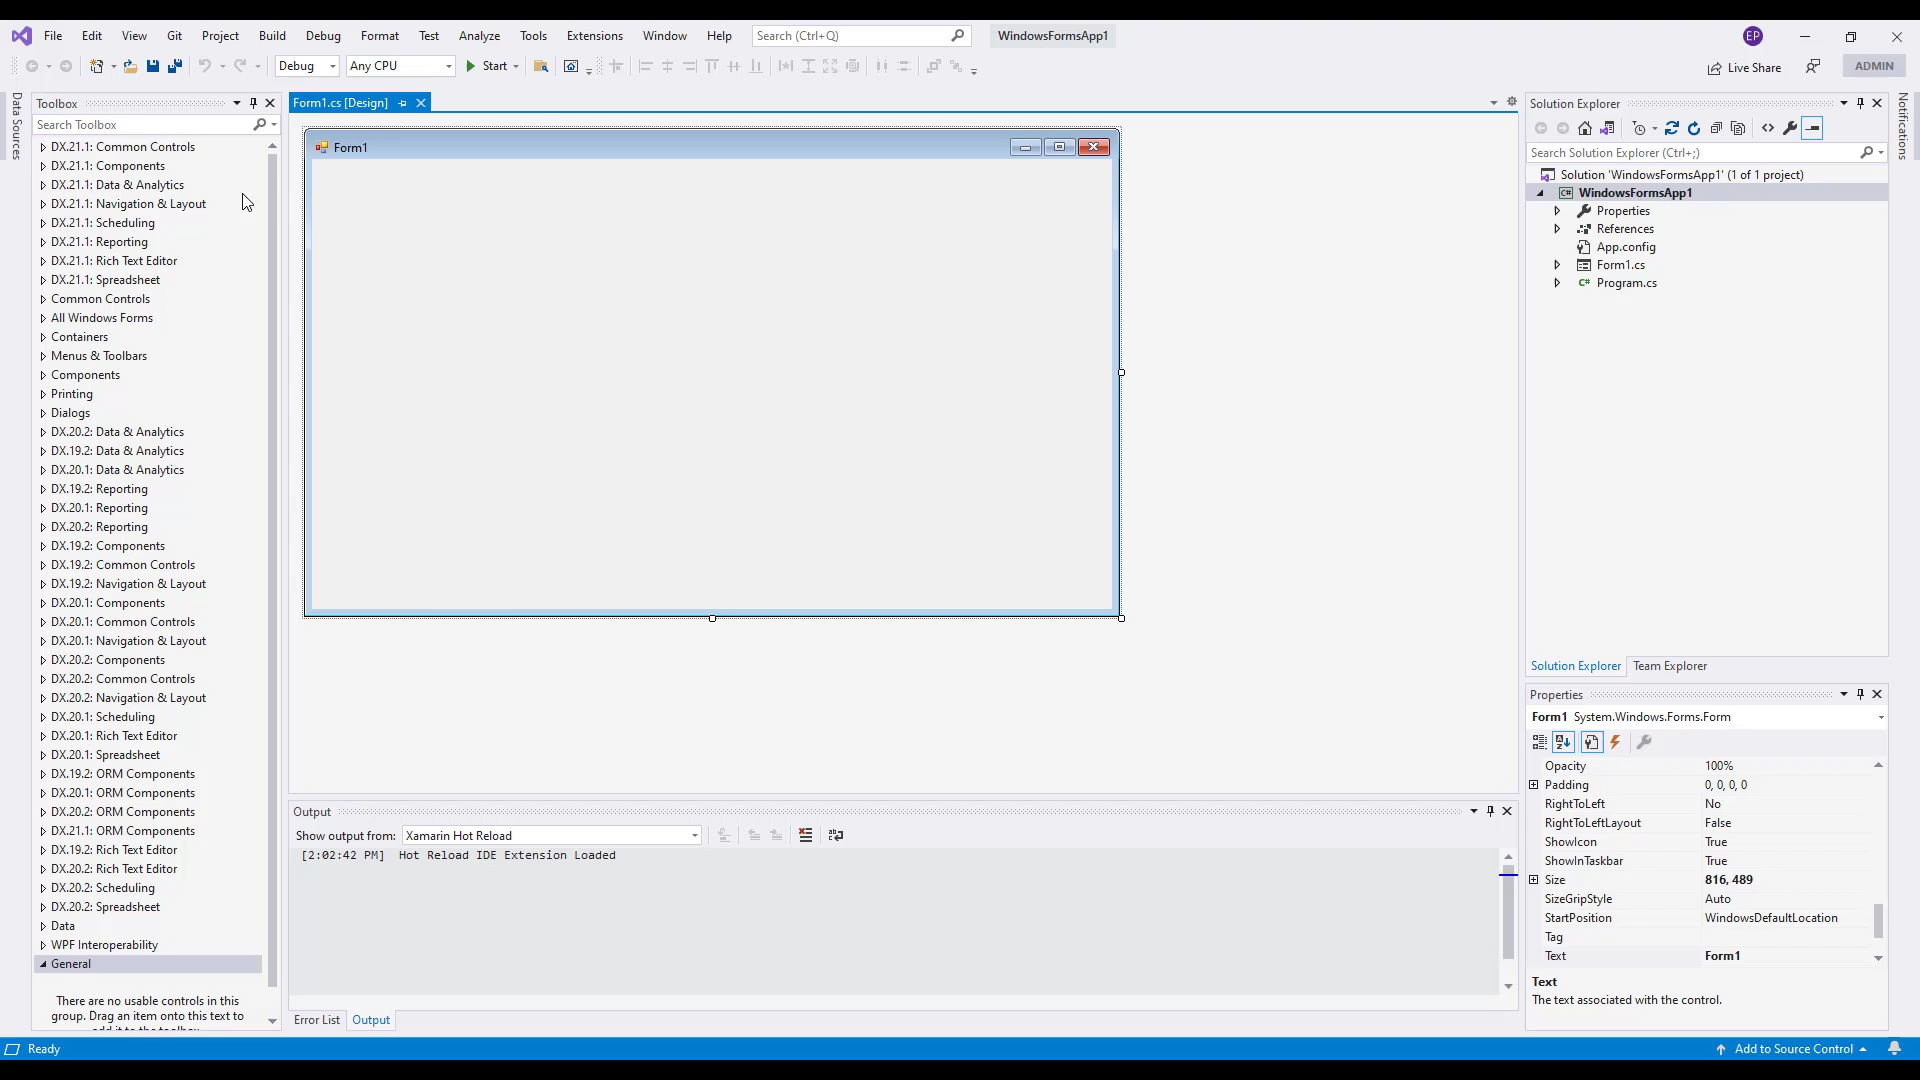 File Edit View Git Project Build Debug Format Test Analyze Tools Extensions Window Help Search (Ctrl+Q) WindowsFormsApp1 EP
Debug Any CPU Start Live Share ADMIN
Data Sources
Toolbox
Search Toolbox
DX.21.1: Common Controls
DX.21.1: Components
DX.21.1: Data & Analytics
DX.21.1: Navigation & Layout
DX.21.1: Scheduling
DX.21.1: Reporting
DX.21.1: Rich Text Editor
DX.21.1: Spreadsheet
Common Controls
All Windows Forms
Containers
Menus & Toolbars
Components
Printing
Dialogs
DX.20.2: Data & Analytics
DX.19.2: Data & Analytics
DX.20.1: Data & Analytics
DX.19.2: Reporting
DX.20.1: Reporting
DX.20.2: Reporting
DX.19.2: Components
DX.19.2: Common Controls
DX.19.2: Navigation & Layout
DX.20.1: Components
DX.20.1: Common Controls
DX.20.1: Navigation & Layout
DX.20.2: Components
DX.20.2: Common Controls
DX.20.2: Navigation & Layout
DX.20.1: Scheduling
DX.20.1: Rich Text Editor
DX.20.1: Spreadsheet
DX.19.2: ORM Components
DX.20.1: ORM Components
DX.20.2: ORM Components
DX.21.1: ORM Components
DX.19.2: Rich Text Editor
DX.20.2: Rich Text Editor
DX.20.2: Scheduling
DX.20.2: Spreadsheet
Data
WPF Interoperability
General
There are no usable controls in this
group. Drag an item onto this text to
add it to the toolbox.
Form1.cs [Design]
Form1
Output
Show output from: Xamarin Hot Reload
[2:02:42 PM] Hot Reload IDE Extension Loaded
Error List Output
Solution Explorer
Search Solution Explorer (Ctrl+;)
Solution 'WindowsFormsApp1' (1 of 1 project)
C# WindowsFormsApp1
Properties
References
App.config
Form1.cs
C# Program.cs
Solution Explorer Team Explorer
Properties
Form1 System.Windows.Forms.Form
Opacity 100%
Padding 0, 0, 0, 0
RightToLeft No
RightToLeftLayout False
ShowIcon True
ShowInTaskbar True
Size 816, 489
SizeGripStyle Auto
StartPosition WindowsDefaultLocation
Tag
Text Form1
Text
The text associated with the control.
Notifications
Ready Add to Source Control